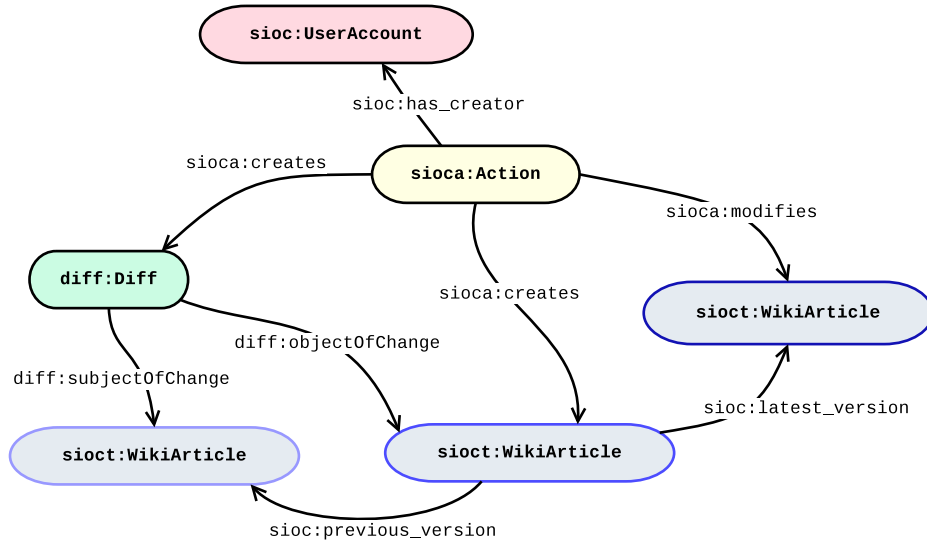 sioc:UserAccount
sioc:has_creator
sioca:creates
sioca:Action
sioca:modifies
diff:Diff
sioca:creates
sioct:WikiArticle
diff:objectOfChange
diff:subjectOfChange
sioc:latest_version
sioct:WikiArticle
sioct:WikiArticle
sioc:previous_version